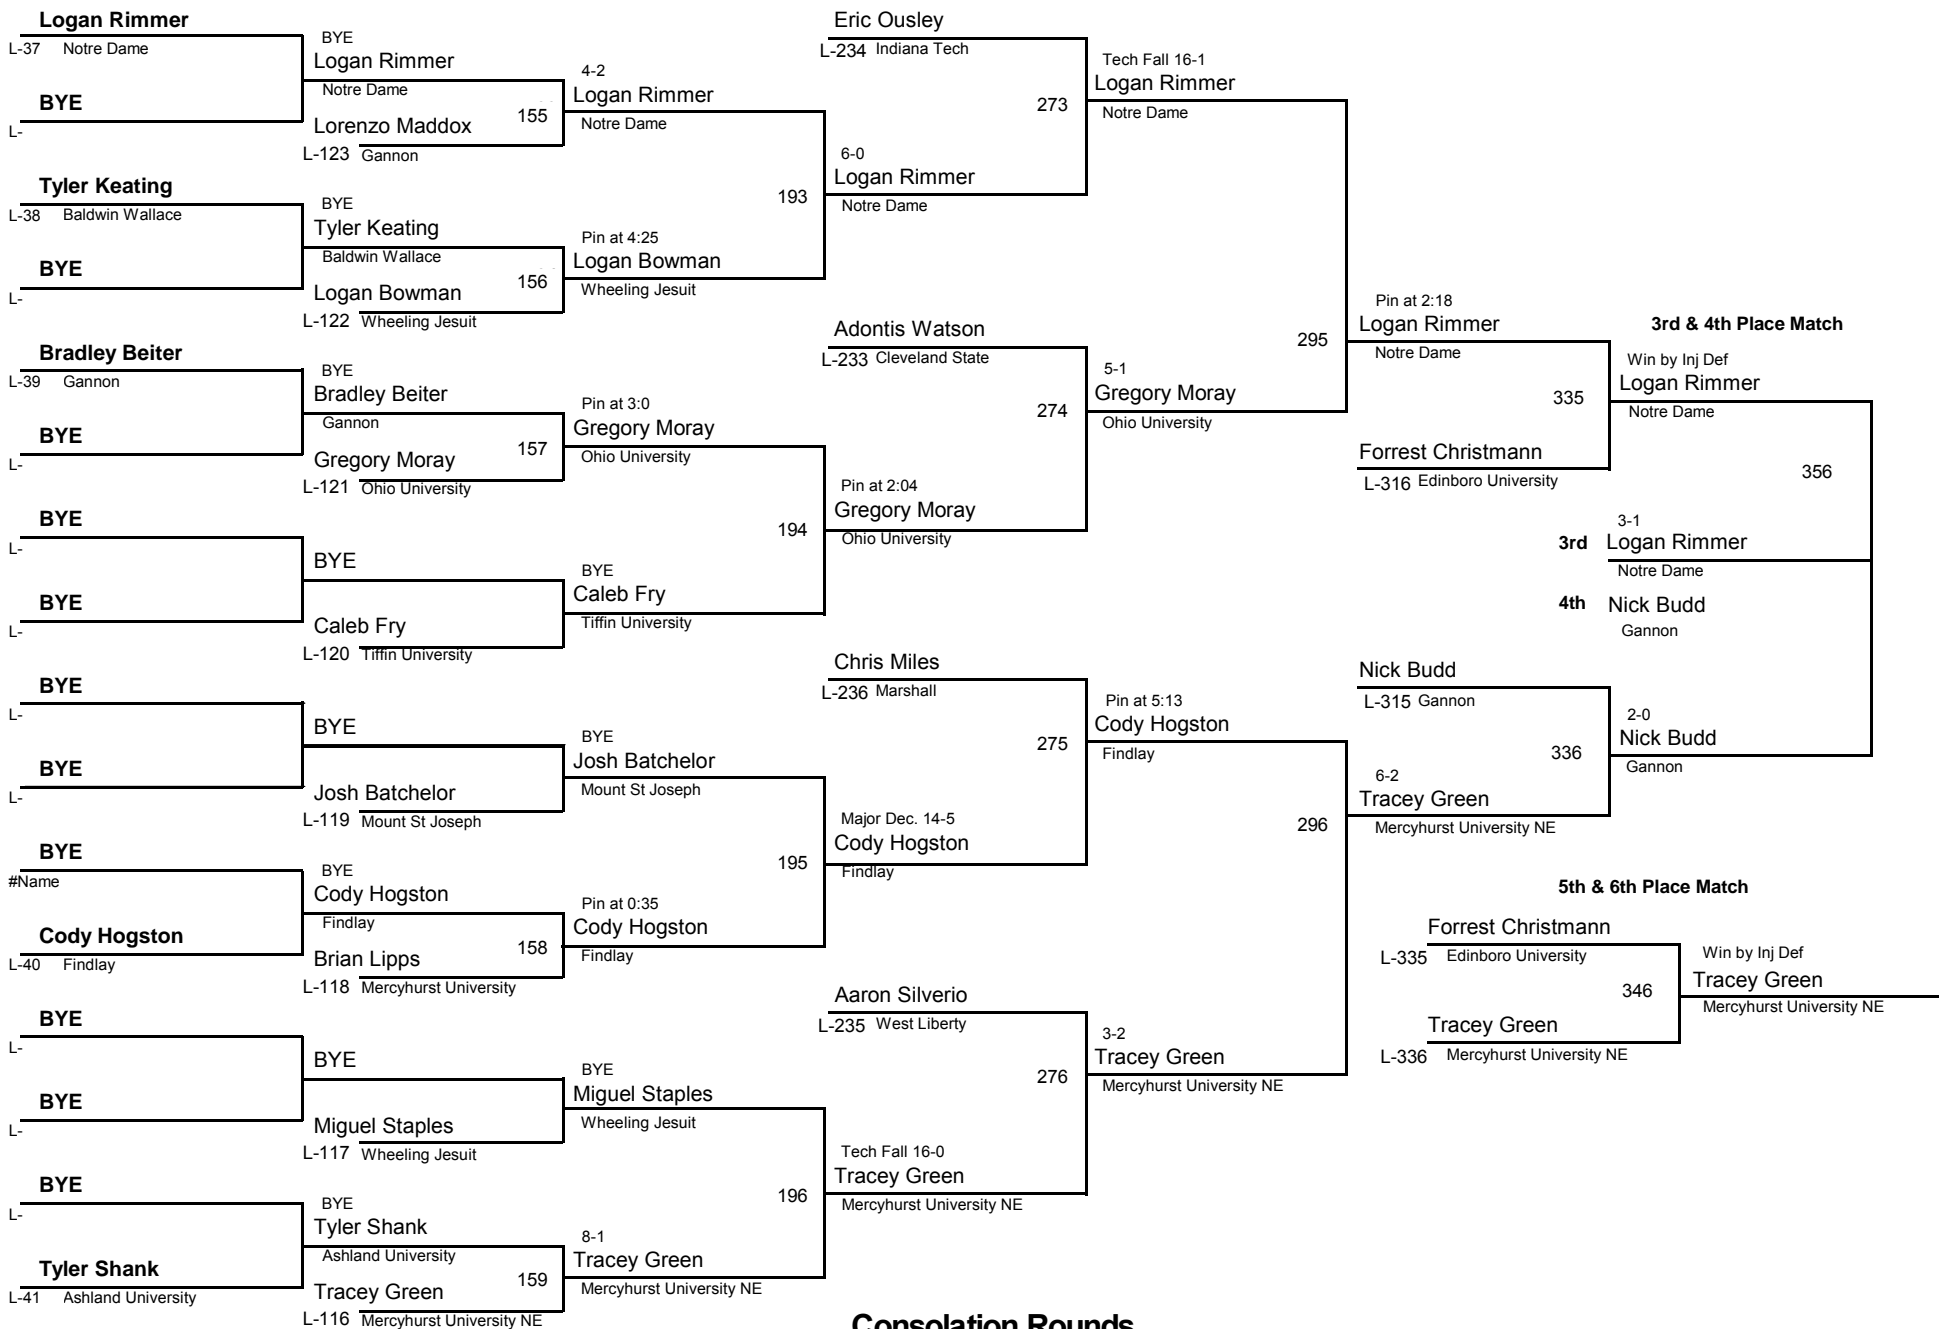 Logan Rimmer
L-37 Notre Dame
BYE
L-
Tyler Keating
L-38 Baldwin Wallace
BYE
L-
Bradley Beiter
L-39 Gannon
BYE
L-
BYE
L-
BYE
L-
BYE
L-
BYE
L-
BYE
#Name
Cody Hogston
L-40 Findlay
BYE
L-
BYE
L-
BYE
L-
Tyler Shank
L-41 Ashland University
BYE
Logan Rimmer
Notre Dame
155
Lorenzo Maddox
L-123 Gannon
BYE
Tyler Keating
Baldwin Wallace
156
Logan Bowman
L-122 Wheeling Jesuit
BYE
Bradley Beiter
Gannon
157
Gregory Moray
L-121 Ohio University
BYE
Caleb Fry
L-120 Tiffin University
BYE
Josh Batchelor
L-119 Mount St Joseph
BYE
Cody Hogston
Findlay
158
Brian Lipps
L-118 Mercyhurst University
BYE
Miguel Staples
L-117 Wheeling Jesuit
BYE
Tyler Shank
Ashland University
159
Tracey Green
L-116 Mercyhurst University NE
4-2
Logan Rimmer
Notre Dame
193
Pin at 4:25
Logan Bowman
Wheeling Jesuit
Pin at 3:0
Gregory Moray
Ohio University
194
BYE
Caleb Fry
Tiffin University
BYE
Josh Batchelor
Mount St Joseph
195
Pin at 0:35
Cody Hogston
Findlay
BYE
Miguel Staples
Wheeling Jesuit
196
8-1
Tracey Green
Mercyhurst University NE
Eric Ousley
L-234 Indiana Tech
273
6-0
Logan Rimmer
Notre Dame
Adontis Watson
L-233 Cleveland State
274
Pin at 2:04
Gregory Moray
Ohio University
Chris Miles
L-236 Marshall
275
Major Dec. 14-5
Cody Hogston
Findlay
Aaron Silverio
L-235 West Liberty
276
Tech Fall 16-0
Tracey Green
Mercyhurst University NE
Tech Fall 16-1
Logan Rimmer
Notre Dame
295
5-1
Gregory Moray
Ohio University
Pin at 5:13
Cody Hogston
Findlay
296
3-2
Tracey Green
Mercyhurst University NE
Pin at 2:18
Logan Rimmer
Notre Dame
335
Forrest Christmann
L-316 Edinboro University
Nick Budd
L-315 Gannon
336
6-2
Tracey Green
Mercyhurst University NE
3rd & 4th Place Match
Win by Inj Def
Logan Rimmer
Notre Dame
356
3-1
3rd Logan Rimmer
Notre Dame
4th Nick Budd
Gannon
2-0
Nick Budd
Gannon
5th & 6th Place Match
Forrest Christmann
L-335 Edinboro University
346
Tracey Green
L-336 Mercyhurst University NE
Win by Inj Def
Tracey Green
Mercyhurst University NE
Consolation Rounds